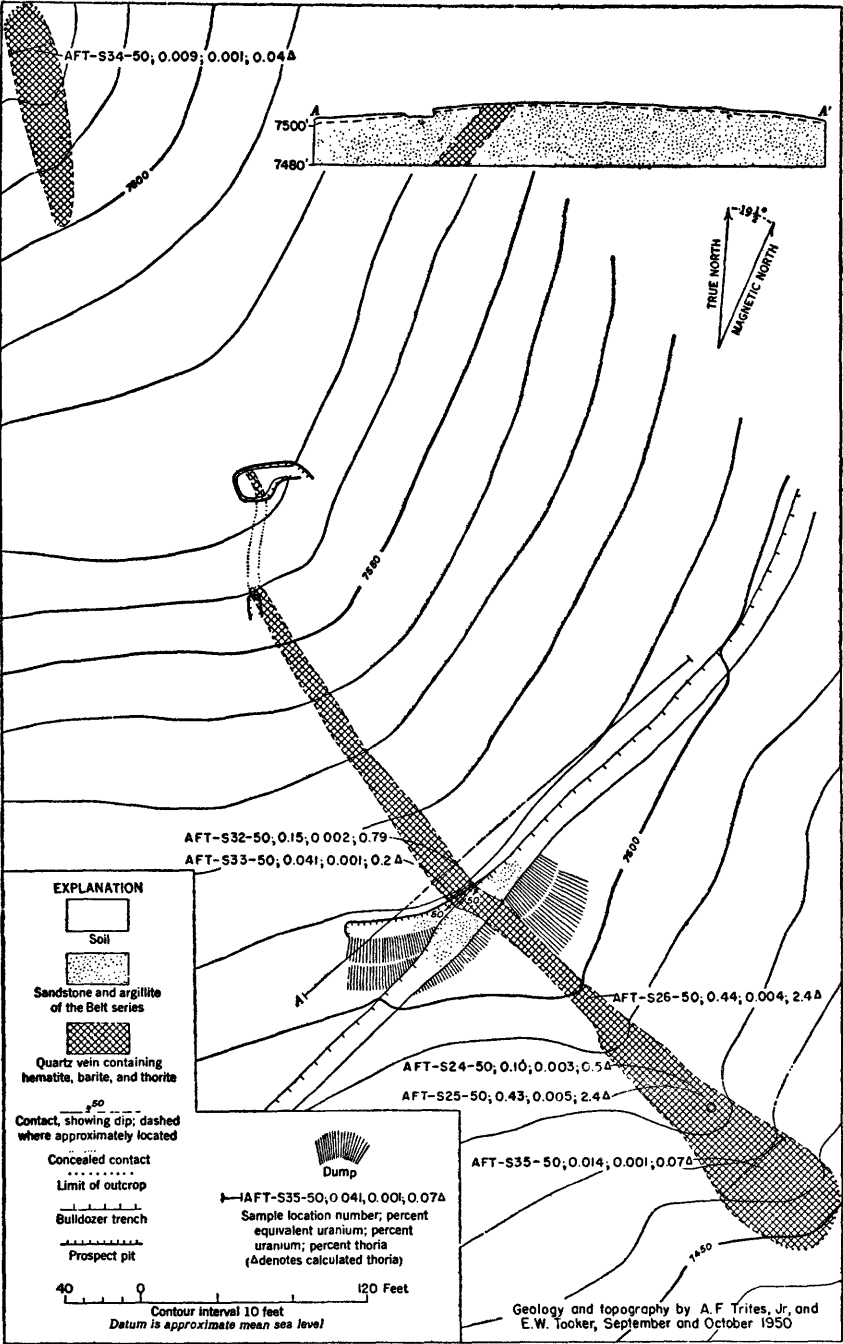 AFT-S34-50; 0.009; 0.001, 0.04Δ
A
A'
7500'
7480'
7600
19½°
TRUE NORTH
MAGNETIC NORTH
7550
AFT-S32-50; 0.15; 0 002; 0.79
AFT-S33-50; 0.041; 0.001; 0.2Δ
7500
60
50
A
AFT-S26-50; 0.44; 0.004; 2.4Δ
AFT-S24-50; 0.10; 0.003; 0.5Δ
AFT-S25-50; 0.43; 0.005; 2.4Δ
AFT-S35-50; 0.014; 0.001; 0.07Δ
7450
EXPLANATION
Soil
Sandstone and argillite
of the Belt series
Quartz vein containing
hematite, barite, and thorite
50
Contact, showing dip; dashed
where approximately located
Concealed contact
Limit of outcrop
Bulldozer trench
Prospect pit
Dump
AFT-S35-50; 0 041, 0.001; 0.07Δ
Sample location number; percent
equivalent uranium; percent
uranium; percent thoria
(Δdenotes calculated thoria)
40 0 120 Feet
Contour interval 10 feet
Datum is approximate mean sea level
Geology and topography by A.F Trites, Jr, and
E.W. Tooker, September and October 1950